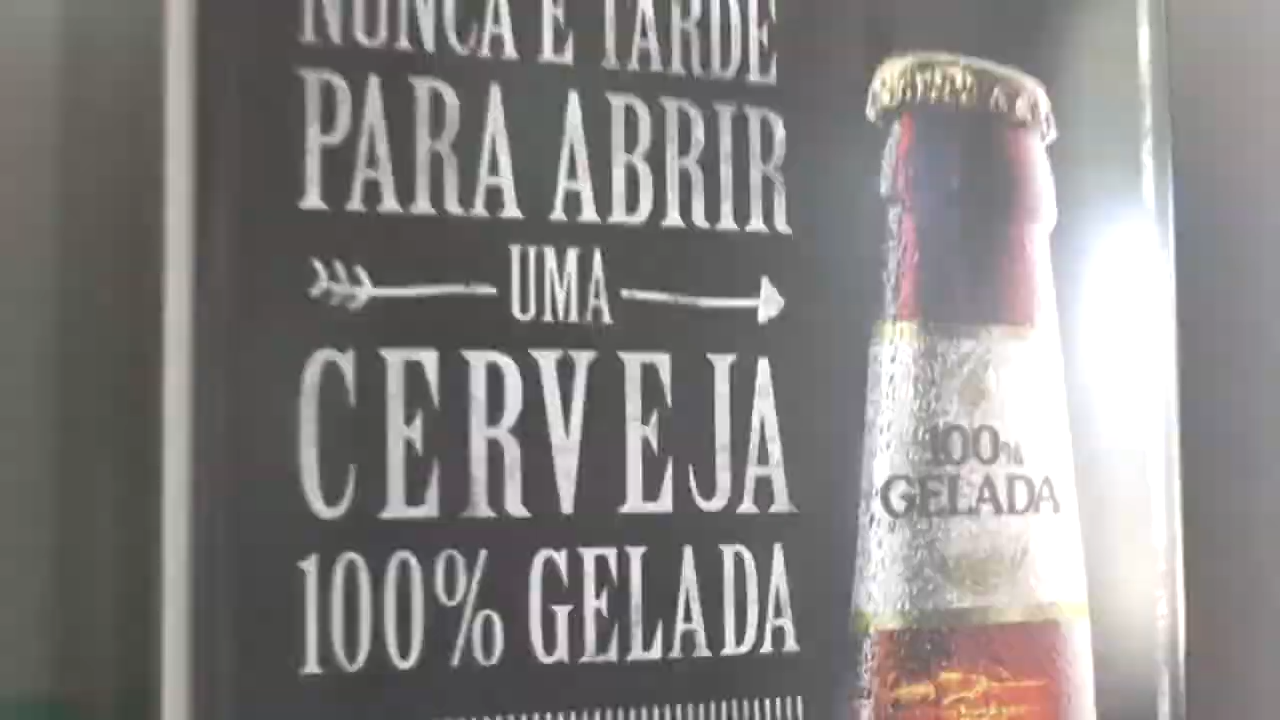 NUNCA É TARDE
PARA ABRIR
UMA
CERVEJA
100% GELADA
100%
GELADA